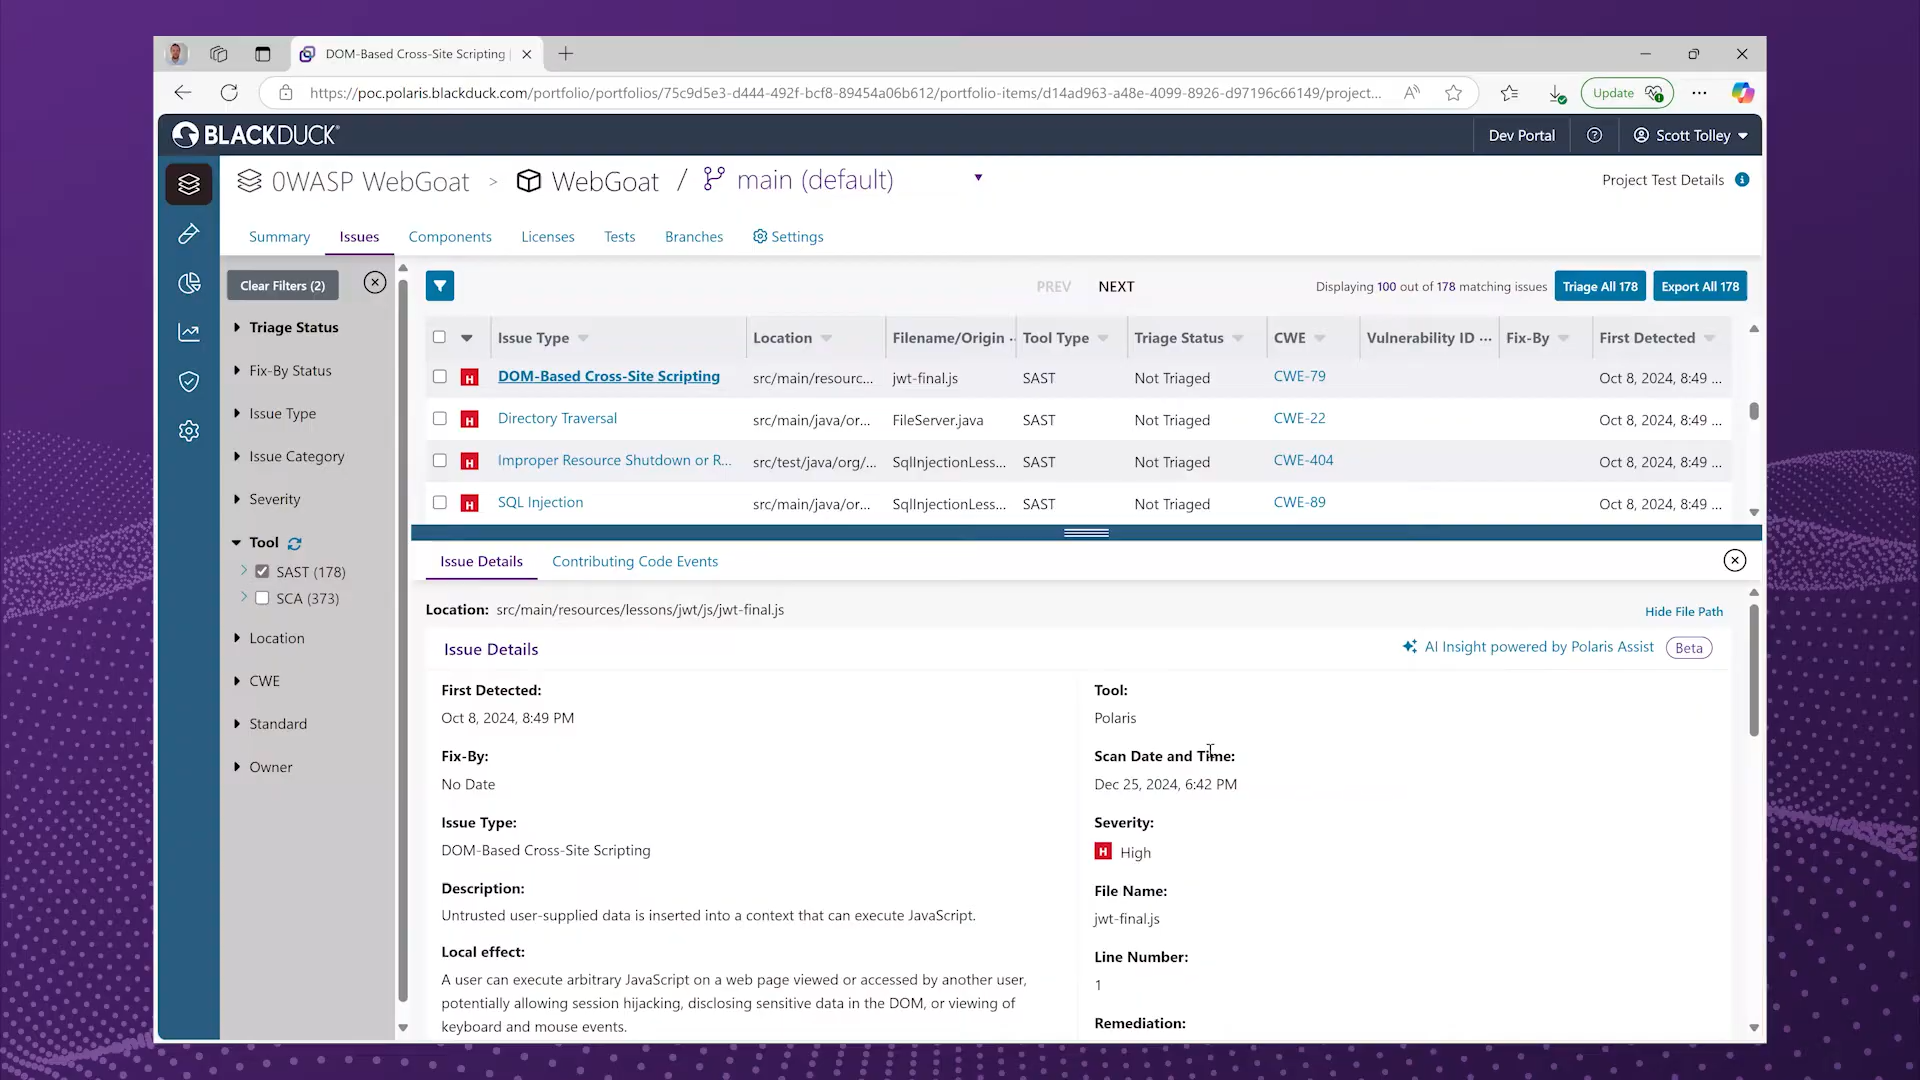 DOM-Based Cross-Site Scripting |
https://poc.polaris.blackduck.com/portfolio/portfolios/75c9d5e3-d444-492f-bcf8-89454a06b612/portfolio-items/d14ad963-a48e-4099-8926-d97196c66149/project...
Update
BLACKDUCK®
Dev Portal
Scott Tolley
0WASP WebGoat > WebGoat / main (default)
Project Test Details
Summary Issues Components Licenses Tests Branches Settings
Clear Filters (2)
Triage Status
Fix-By Status
Issue Type
Issue Category
Severity
Tool
SAST (178)
SCA (373)
Location
CWE
Standard
Owner
PREV NEXT
Displaying 100 out of 178 matching issues
Triage All 178
Export All 178
Issue Type Location Filename/Origin ·· Tool Type Triage Status CWE Vulnerability ID ··· Fix-By First Detected
H DOM-Based Cross-Site Scripting src/main/resourc... jwt-final.js SAST Not Triaged CWE-79 Oct 8, 2024, 8:49 ...
H Directory Traversal src/main/java/or... FileServer.java SAST Not Triaged CWE-22 Oct 8, 2024, 8:49 ...
H Improper Resource Shutdown or R... src/test/java/org/... SqlInjectionLess... SAST Not Triaged CWE-404 Oct 8, 2024, 8:49 ...
H SQL Injection src/main/java/or... SqlInjectionLess... SAST Not Triaged CWE-89 Oct 8, 2024, 8:49 ...
Issue Details Contributing Code Events
Location: src/main/resources/lessons/jwt/js/jwt-final.js
Hide File Path
Issue Details
AI Insight powered by Polaris Assist Beta
First Detected:
Oct 8, 2024, 8:49 PM
Fix-By:
No Date
Issue Type:
DOM-Based Cross-Site Scripting
Description:
Untrusted user-supplied data is inserted into a context that can execute JavaScript.
Local effect:
A user can execute arbitrary JavaScript on a web page viewed or accessed by another user,
potentially allowing session hijacking, disclosing sensitive data in the DOM, or viewing of
keyboard and mouse events.
Tool:
Polaris
Scan Date and Time:
Dec 25, 2024, 6:42 PM
Severity:
H High
File Name:
jwt-final.js
Line Number:
1
Remediation: